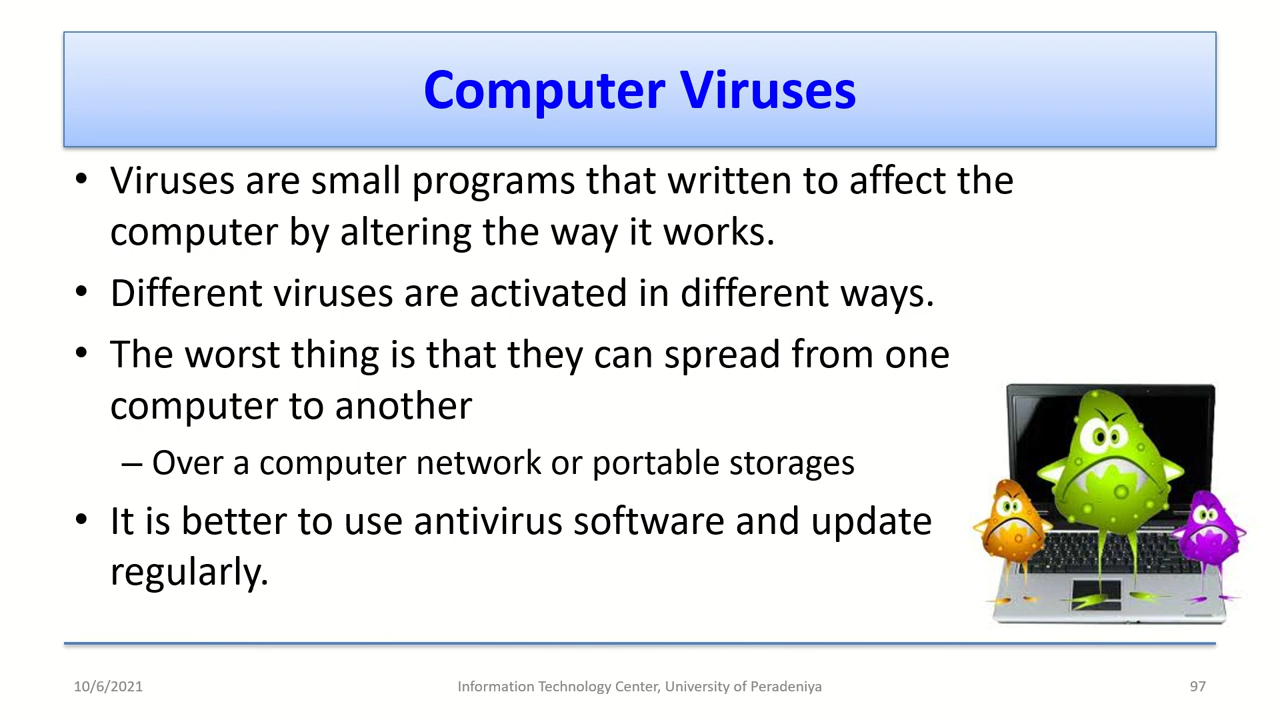 Computer Viruses
• Viruses are small programs that written to affect the
computer by altering the way it works.
• Different viruses are activated in different ways.
• The worst thing is that they can spread from one
computer to another
– Over a computer network or portable storages
• It is better to use antivirus software and update
regularly.
10/6/2021 Information Technology Center, University of Peradeniya 97